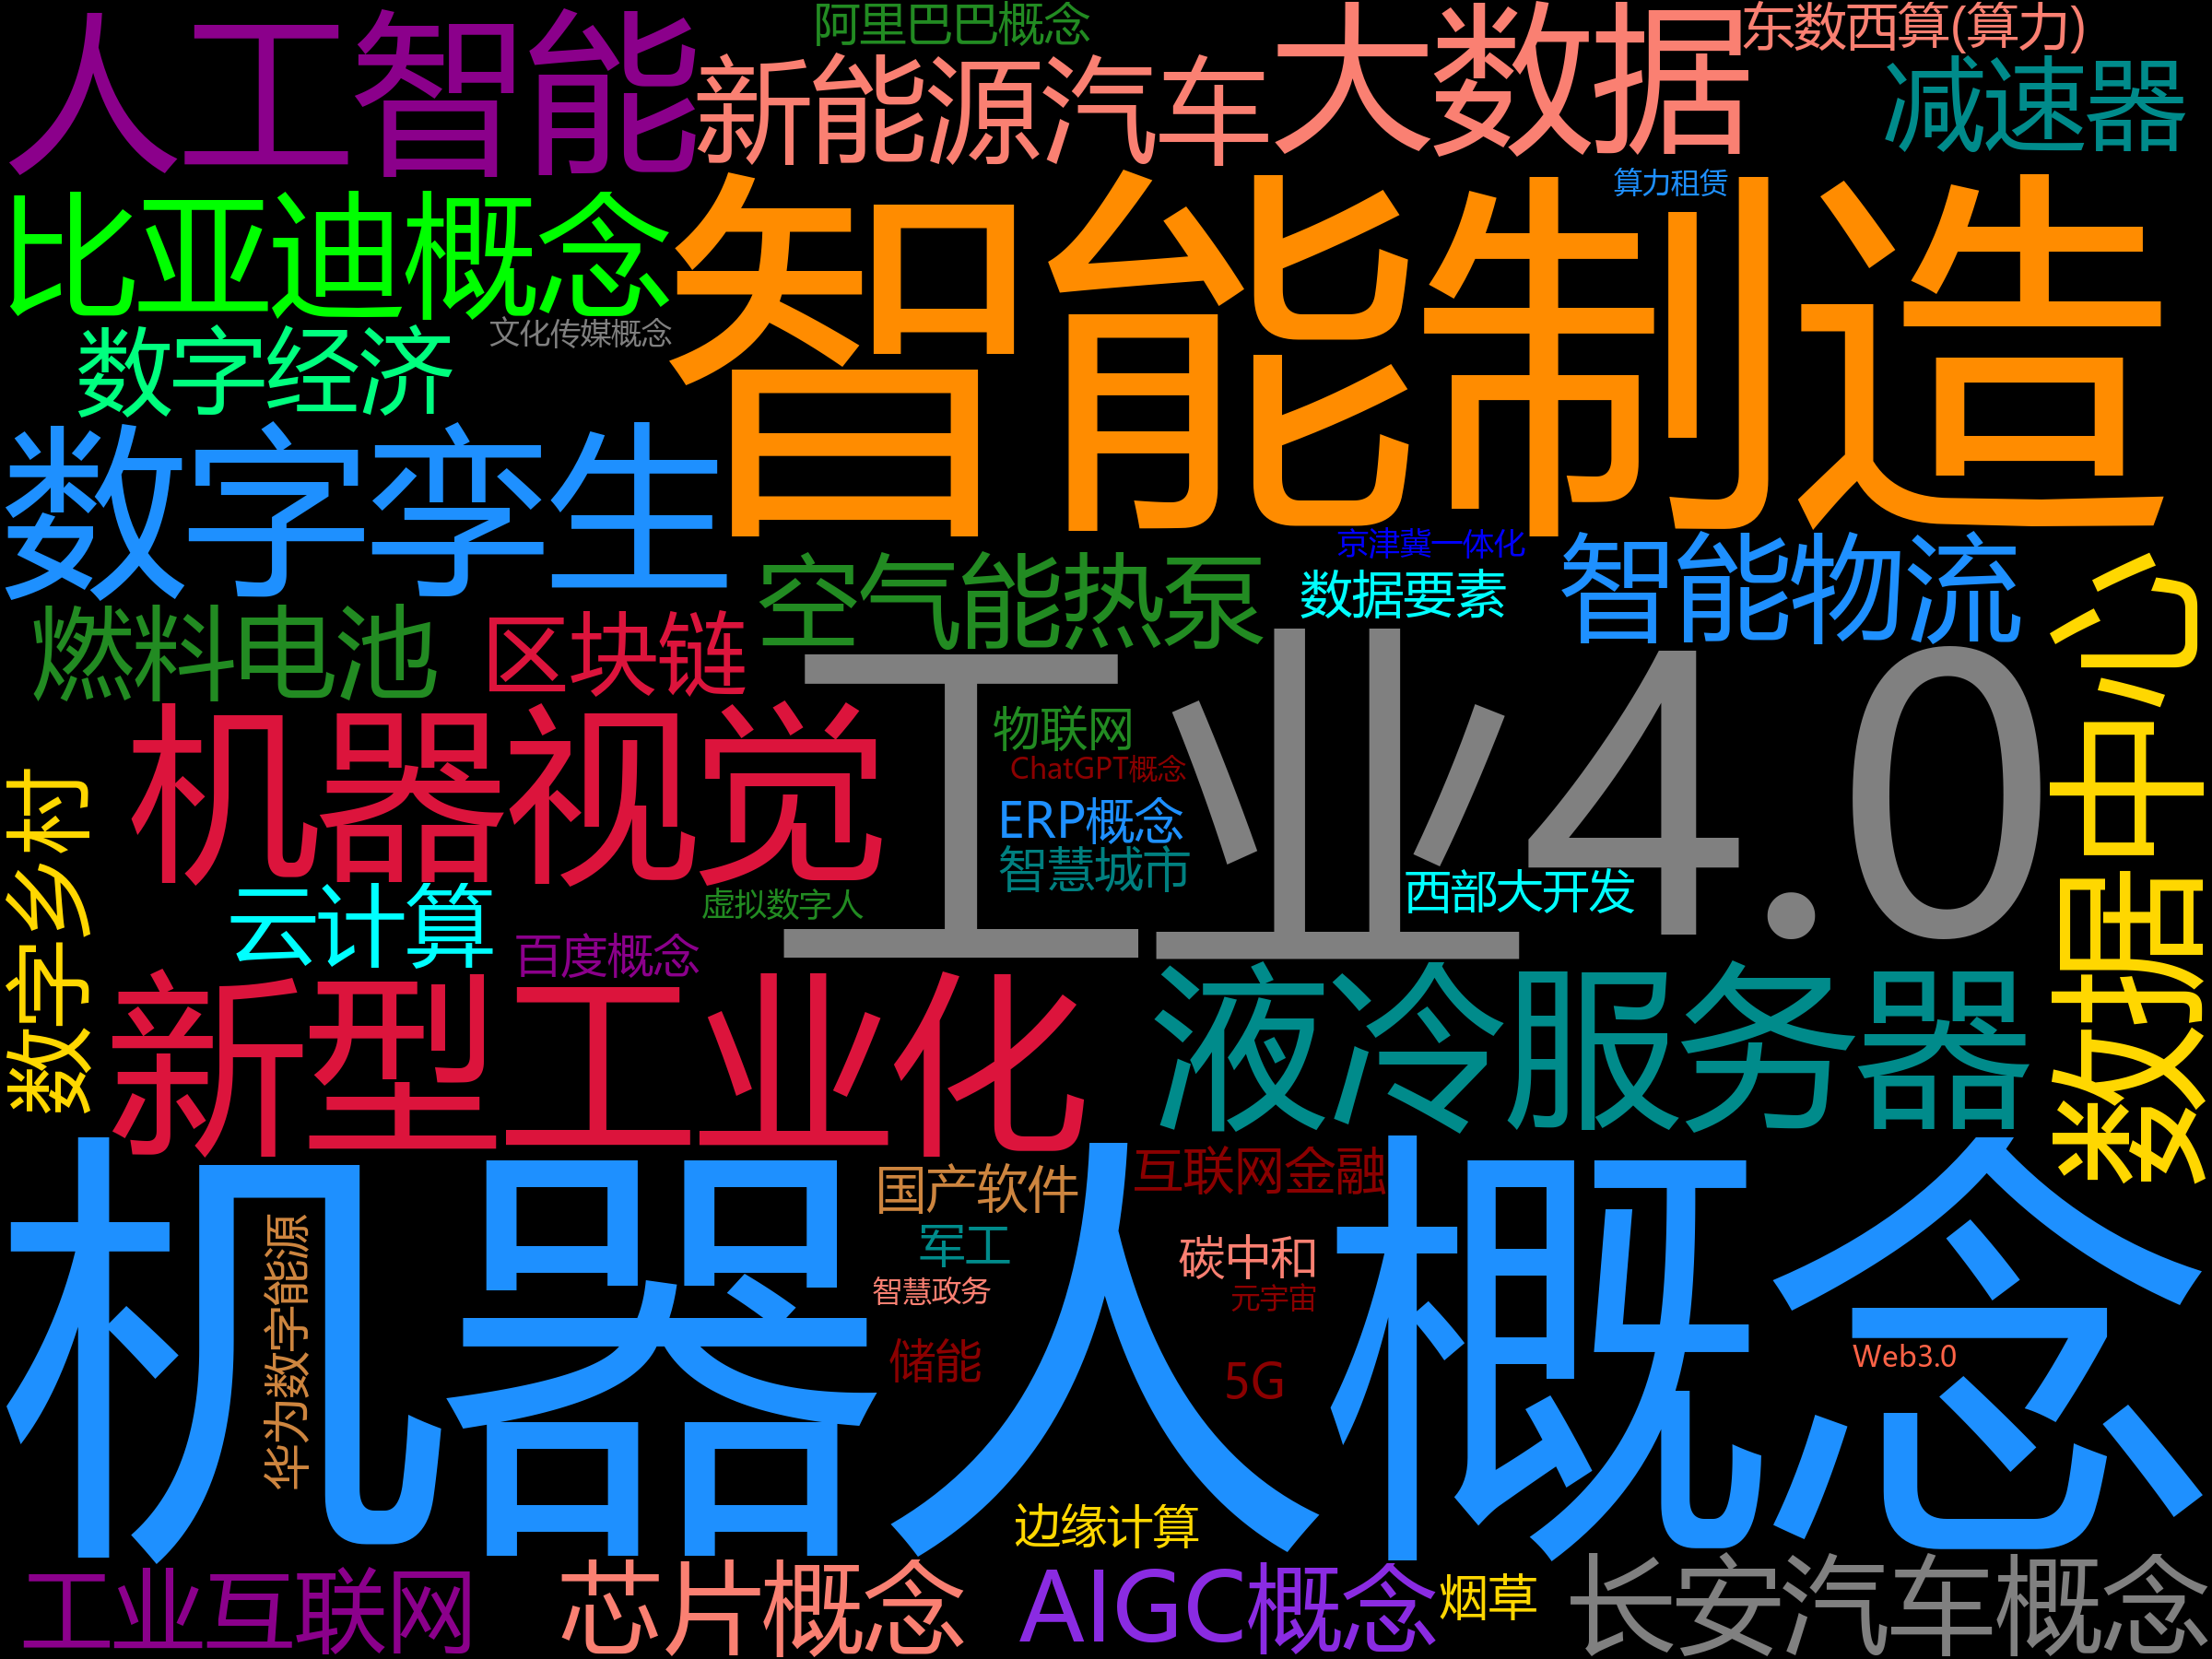 阿里巴巴概念
东数西算(算力)
人工智能
新能源汽车
大数据
减速器
算力租赁
比亚迪概念
智能制造
文化传媒概念
数字经济
数字孪生
京津冀一体化
智能物流
空气能热泵
数据要素
燃料电池
区块链
数据中心
工业4.0
机器视觉
物联网
ChatGPT概念
ERP概念
智慧城市
数字乡村
西部大开发
云计算
虚拟数字人
百度概念
新型工业化
液冷服务器
机器人概念
国产软件
互联网金融
军工
碳中和
智慧政务
元宇宙
华为数字能源
储能
5G
Web3.0
边缘计算
工业互联网
芯片概念
AIGC概念
烟草
长安汽车概念